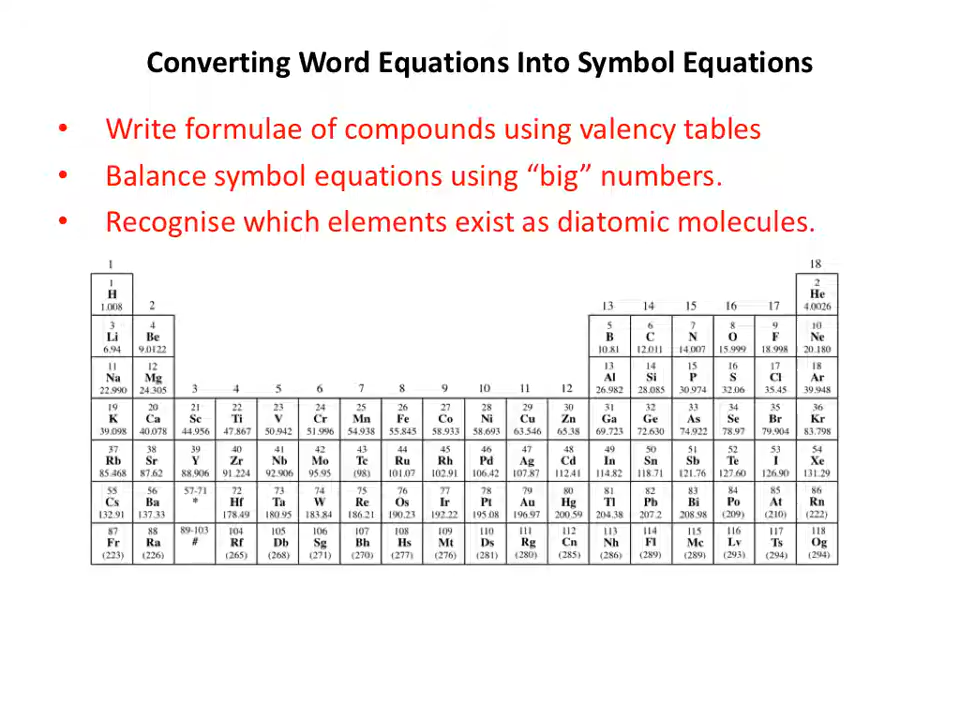 Converting Word Equations Into Symbol Equations
• Write formulae of compounds using valency tables
• Balance symbol equations using “big” numbers.
• Recognise which elements exist as diatomic molecules.
1 18
1 2
H He
1.008 2 13 14 15 16 17 4.0026
3 4 5 6 7 8 9 10
Li Be B C N O F Ne
6.94 9.0122 10.81 12.011 14.007 15.999 18.998 20.180
11 12 13 14 15 16 17 18
Na Mg Al Si P S Cl Ar
22.990 24.305 3 4 5 6 7 8 9 10 11 12 26.982 28.085 30.974 32.06 35.45 39.948
19 20 21 22 23 24 25 26 27 28 29 30 31 32 33 34 35 36
K Ca Sc Ti V Cr Mn Fe Co Ni Cu Zn Ga Ge As Se Br Kr
39.098 40.078 44.956 47.867 50.942 51.996 54.938 55.845 58.933 58.693 63.546 65.38 69.723 72.630 74.922 78.97 79.904 83.798
37 38 39 40 41 42 43 44 45 46 47 48 49 50 51 52 53 54
Rb Sr Y Zr Nb Mo Tc Ru Rh Pd Ag Cd In Sn Sb Te I Xe
85.468 87.62 88.906 91.224 92.906 95.95 (98) 101.07 102.91 106.42 107.87 112.41 114.82 118.71 121.76 127.60 126.90 131.29
55 56 57-71 72 73 74 75 76 77 78 79 80 81 82 83 84 85 86
Cs Ba * Hf Ta W Re Os Ir Pt Au Hg Tl Pb Bi Po At Rn
132.91 137.33 178.49 180.95 183.84 186.21 190.23 192.22 195.08 196.97 200.59 204.38 207.2 208.98 (209) (210) (222)
87 88 89-103 104 105 106 107 108 109 110 111 112 113 114 115 116 117 118
Fr Ra # Rf Db Sg Bh Hs Mt Ds Rg Cn Nh Fl Mc Lv Ts Og
(223) (226) (265) (268) (271) (270) (277) (276) (281) (280) (285) (286) (289) (289) (293) (294) (294)